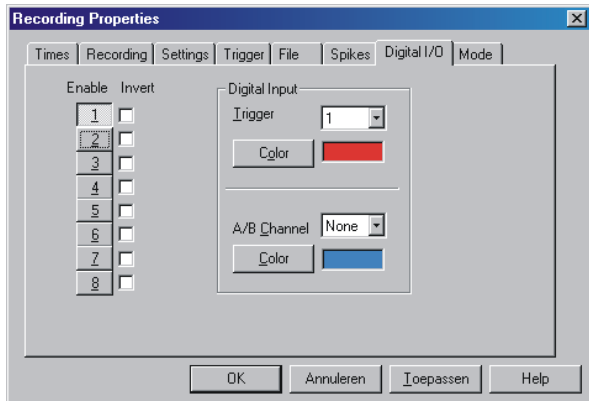 Recording Properties
Times Recording Settings Trigger File Spikes Digital I/O Mode
Enable Invert
1
2
3
4
5
6
7
8
Digital Input
Trigger 1
Color
A/B Channel None
Color
OK Annuleren Toepassen Help